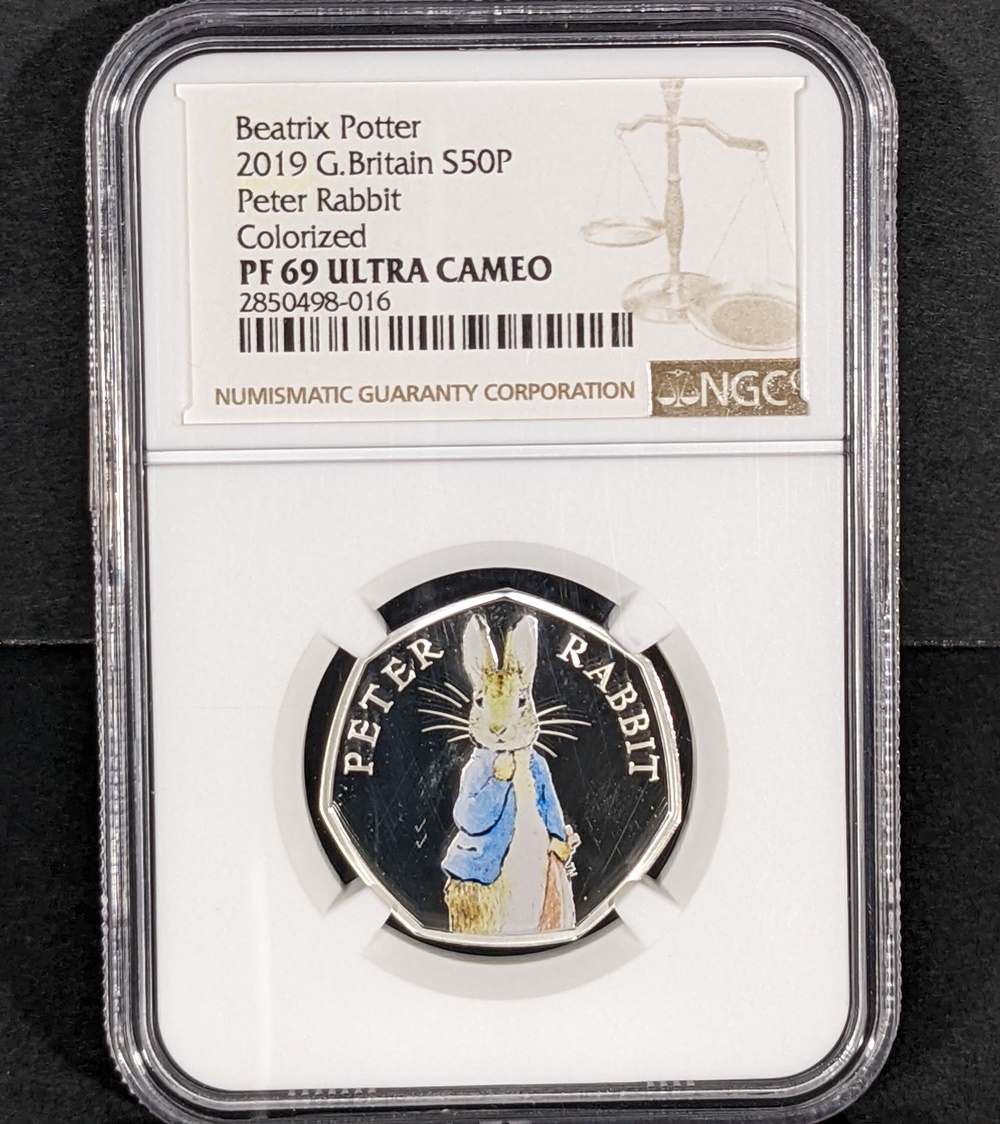 Beatrix Potter
2019 G.Britain S50P
Peter Rabbit
Colorized
PF 69 ULTRA CAMEO
2850498-016
NUMISMATIC GUARANTY CORPORATION
NGC
PETER RABBIT